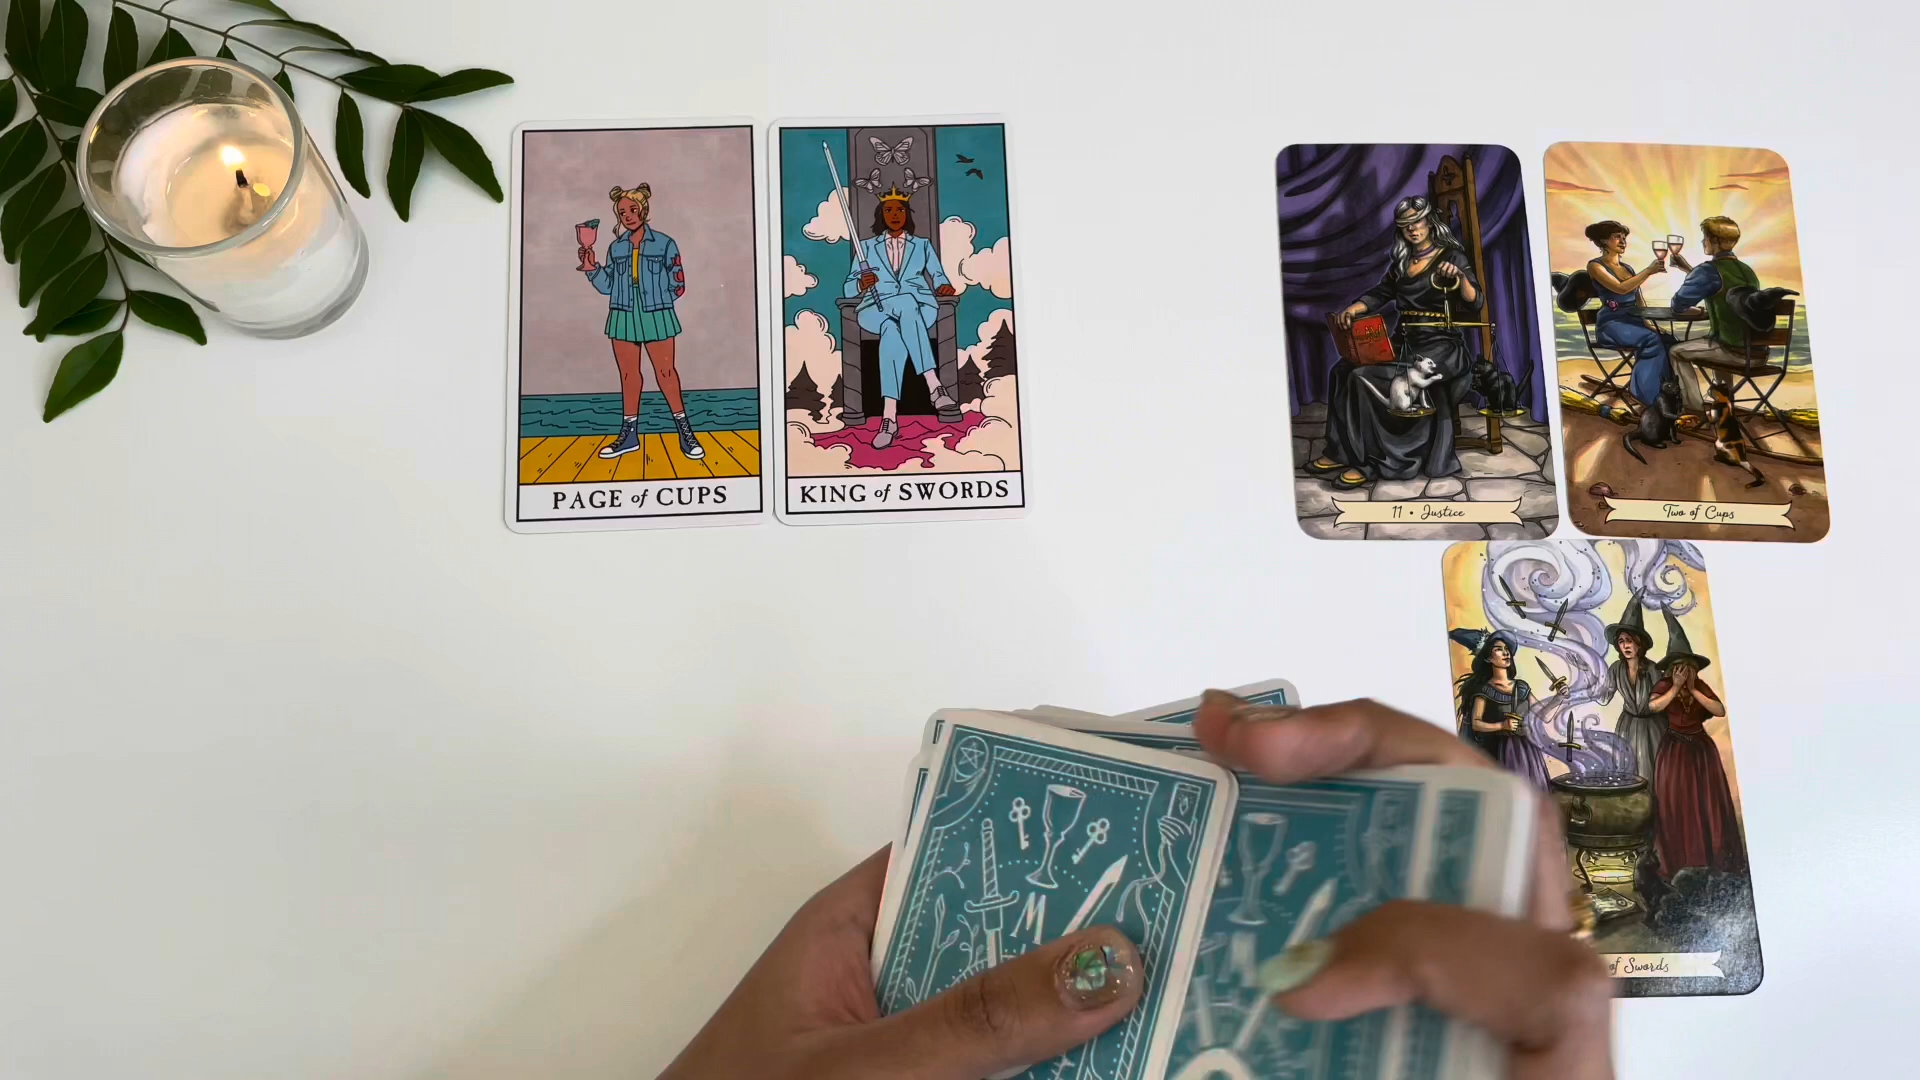 PAGE of CUPS
KING of SWORDS
11 • Justice
Two of Cups
of Swords
M